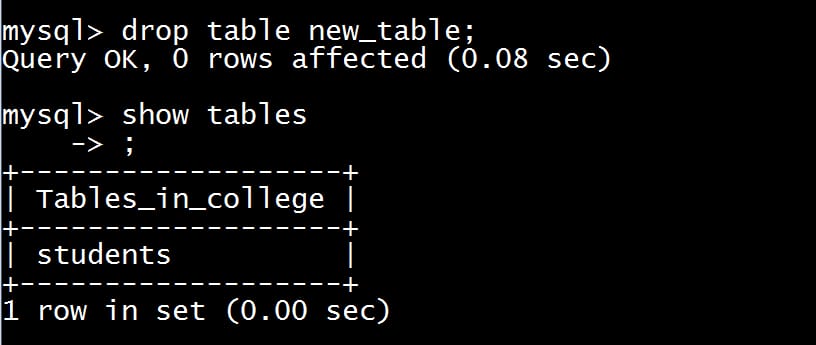 mysql> drop table new_table;
Query OK, 0 rows affected (0.08 sec)

mysql> show tables
    -> ;
+-------------------+
| Tables_in_college |
+-------------------+
| students          |
+-------------------+
1 row in set (0.00 sec)